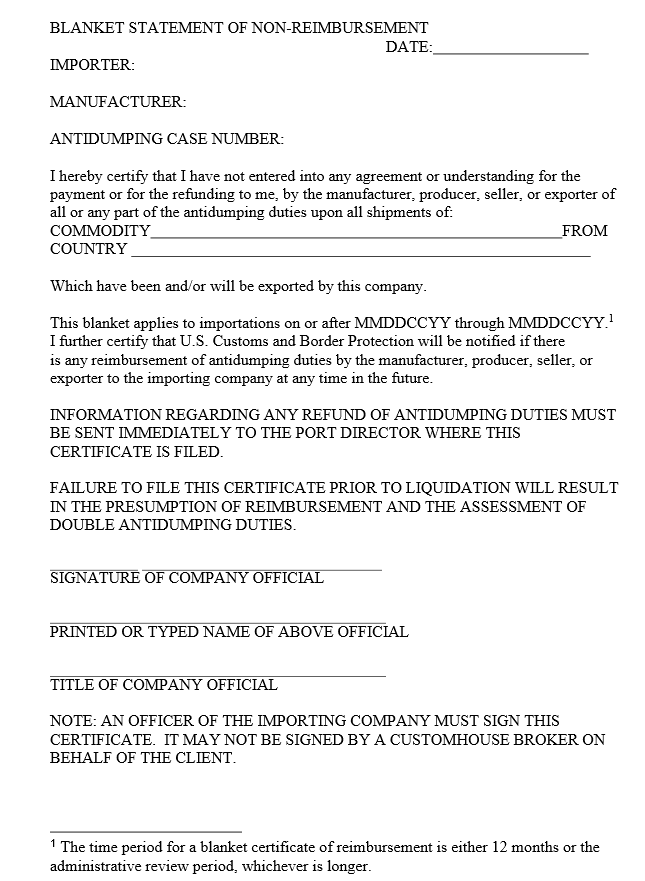 BLANKET STATEMENT OF NON-REIMBURSEMENT
DATE:____________________
IMPORTER:
MANUFACTURER:
ANTIDUMPING CASE NUMBER:
I hereby certify that I have not entered into any agreement or understanding for the
payment or for the refunding to me, by the manufacturer, producer, seller, or exporter of
all or any part of the antidumping duties upon all shipments of:
COMMODITY_____________________________________________________FROM
COUNTRY ___________________________________________________________
Which have been and/or will be exported by this company.
This blanket applies to importations on or after MMDDCCYY through MMDDCCYY.¹
I further certify that U.S. Customs and Border Protection will be notified if there
is any reimbursement of antidumping duties by the manufacturer, producer, seller, or
exporter to the importing company at any time in the future.
INFORMATION REGARDING ANY REFUND OF ANTIDUMPING DUTIES MUST
BE SENT IMMEDIATELY TO THE PORT DIRECTOR WHERE THIS
CERTIFICATE IS FILED.
FAILURE TO FILE THIS CERTIFICATE PRIOR TO LIQUIDATION WILL RESULT
IN THE PRESUMPTION OF REIMBURSEMENT AND THE ASSESSMENT OF
DOUBLE ANTIDUMPING DUTIES.
SIGNATURE OF COMPANY OFFICIAL
PRINTED OR TYPED NAME OF ABOVE OFFICIAL
TITLE OF COMPANY OFFICIAL
NOTE: AN OFFICER OF THE IMPORTING COMPANY MUST SIGN THIS
CERTIFICATE.  IT MAY NOT BE SIGNED BY A CUSTOMHOUSE BROKER ON
BEHALF OF THE CLIENT.
¹ The time period for a blanket certificate of reimbursement is either 12 months or the
administrative review period, whichever is longer.